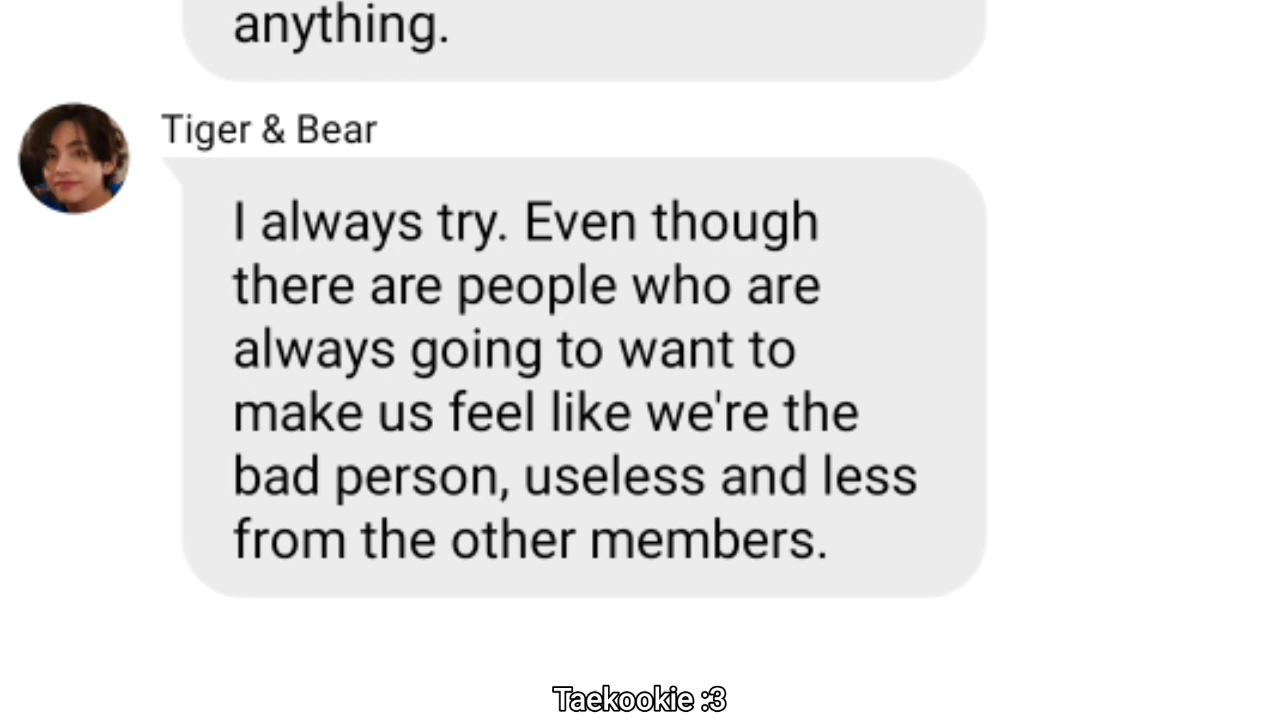 anything.
Tiger & Bear
I always try. Even though
there are people who are
always going to want to
make us feel like we're the
bad person, useless and less
from the other members.
Taekookie :3